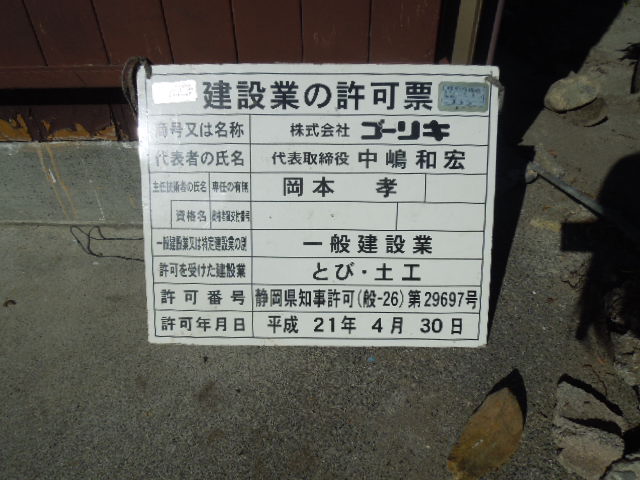 建設業の許可票
商号又は名称 株式会社 ゴーリキ
代表者の氏名 代表取締役 中嶋和宏
主任技術者の氏名 専任の有無 岡本 孝
資格名 資格者証交付番号
一般建設業又は特定建設業の別 一般建設業
許可を受けた建設業 とび・土工
許可番号 静岡県知事許可(般-26)第29697号
許可年月日 平成 21年 4月 30日